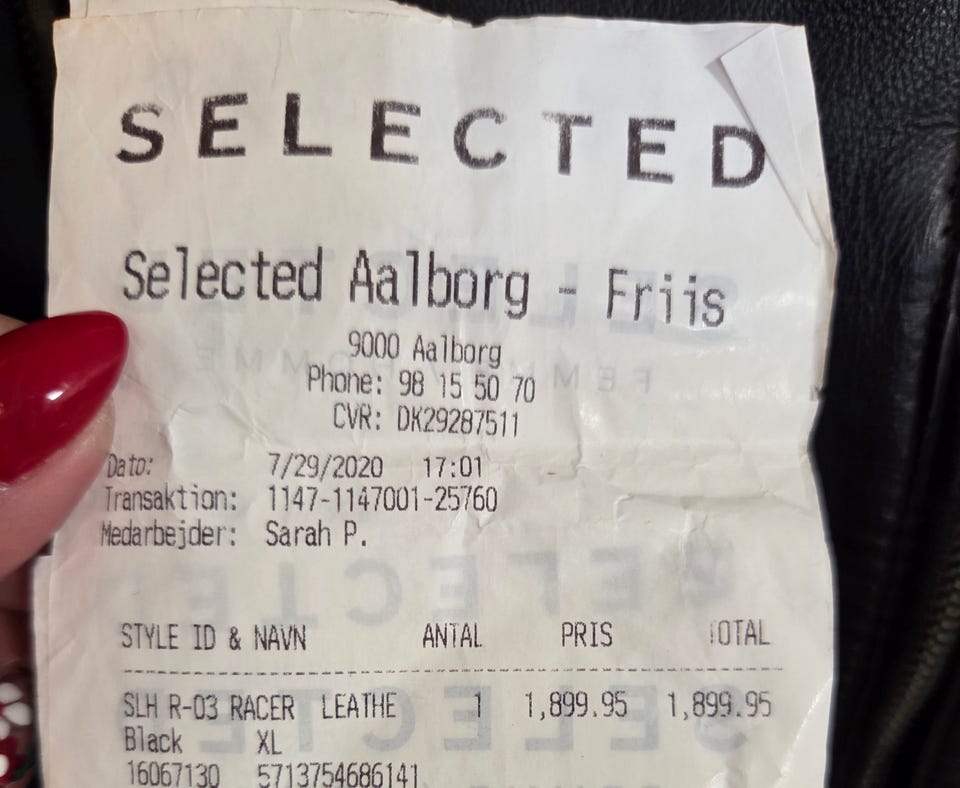 SELECTED
Selected Aalborg - Friis
9000 Aalborg
Phone: 98 15 50 70
CVR: DK29287511
Dato: 7/29/2020 17:01
Transaktion: 1147-1147001-25760
Medarbejder: Sarah P.
STYLE ID & NAVN ANTAL PRIS TOTAL
SLH R-03 RACER LEATHE 1 1,899.95 1,899.95
Black XL
16067130 5713754686141